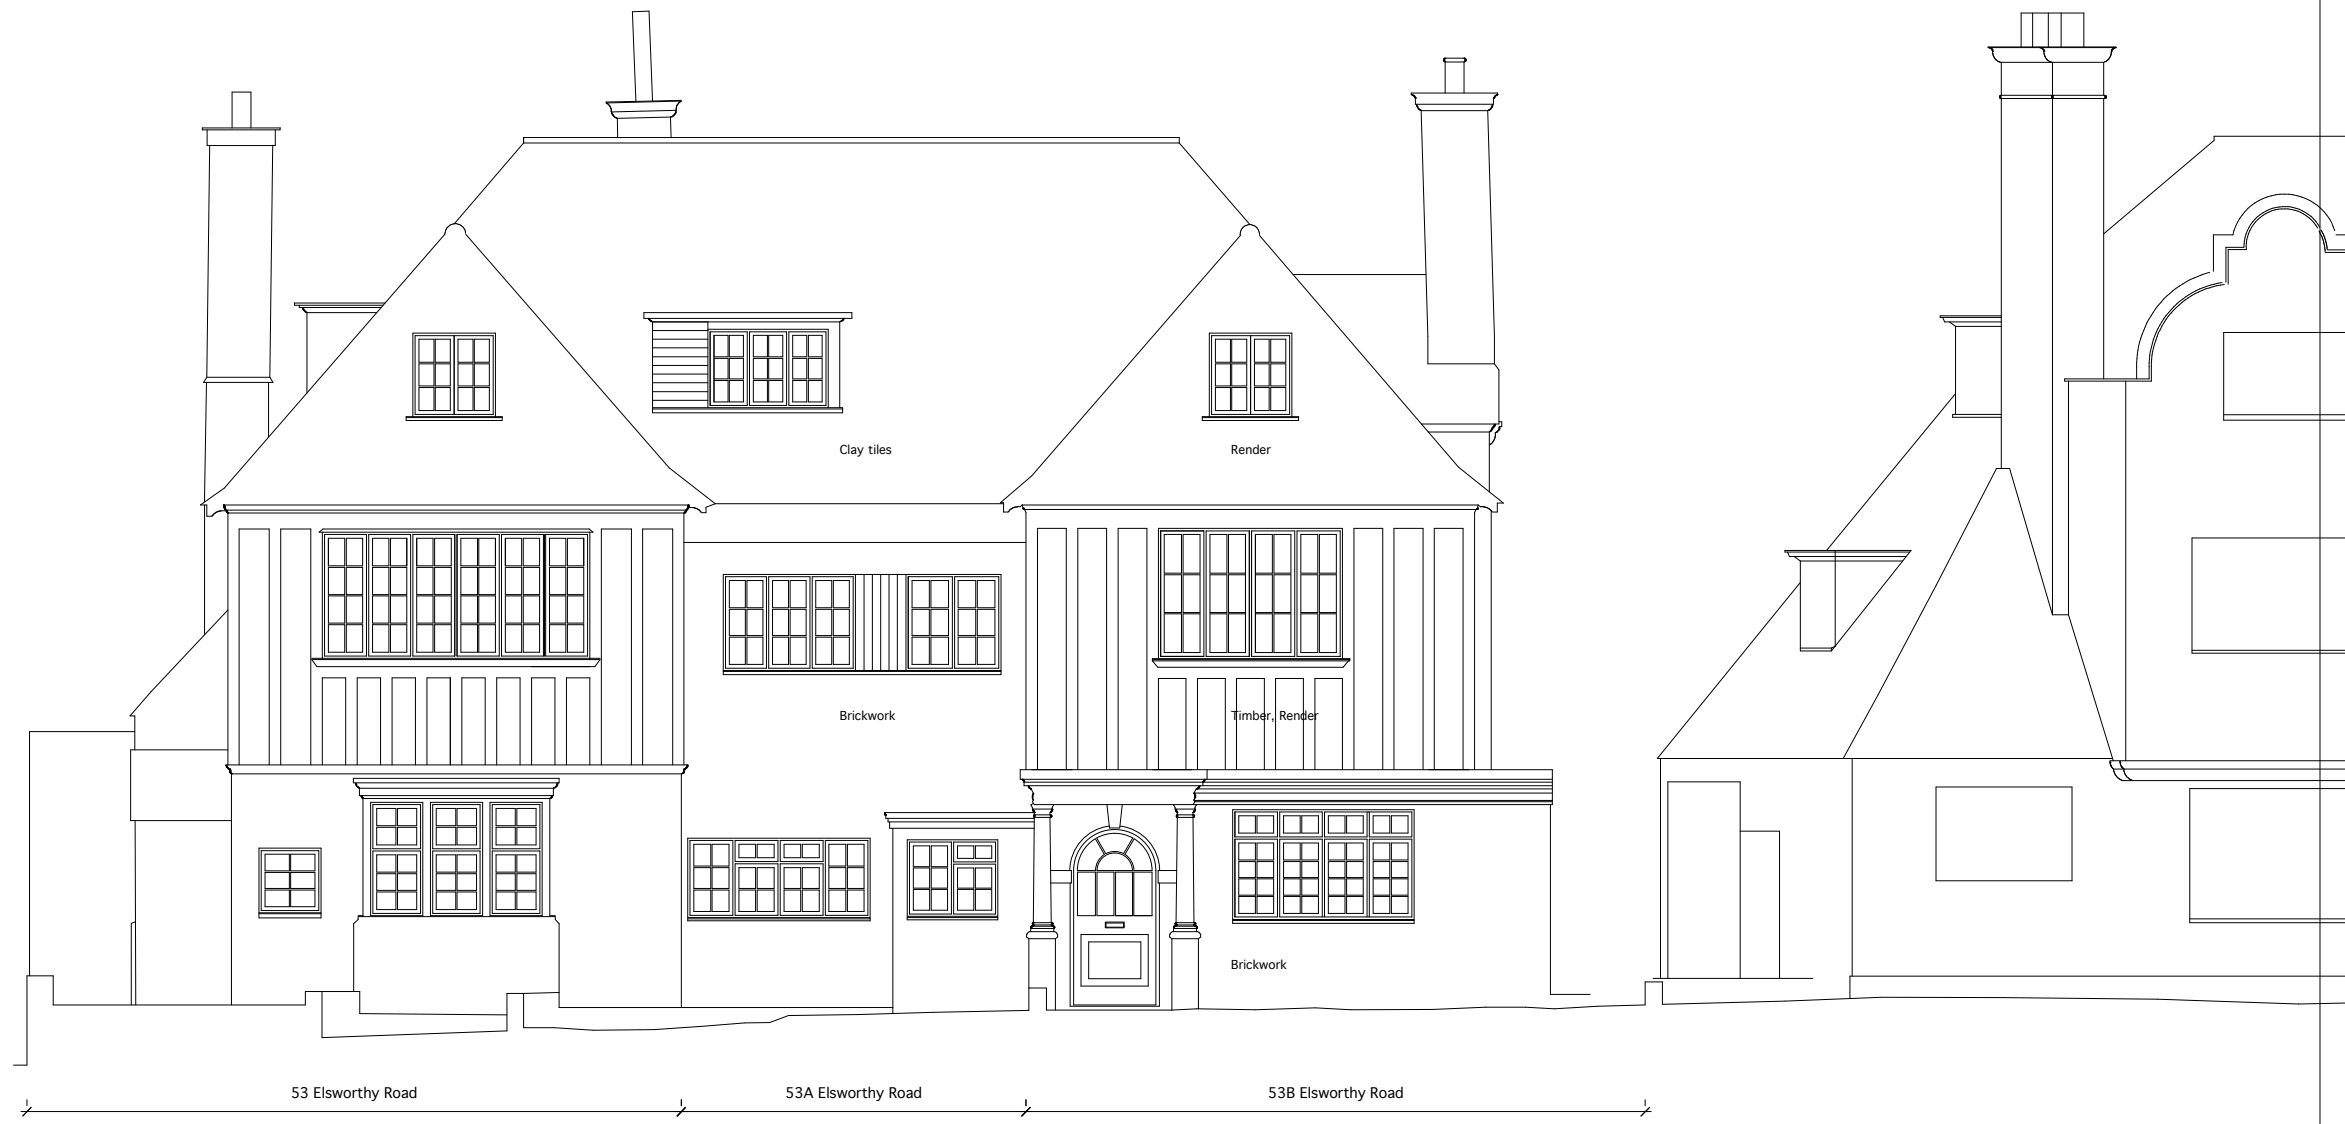 Clay tiles
Render
Brickwork
Timber, Render
Brickwork
53 Elsworthy Road
53A Elsworthy Road
53B Elsworthy Road